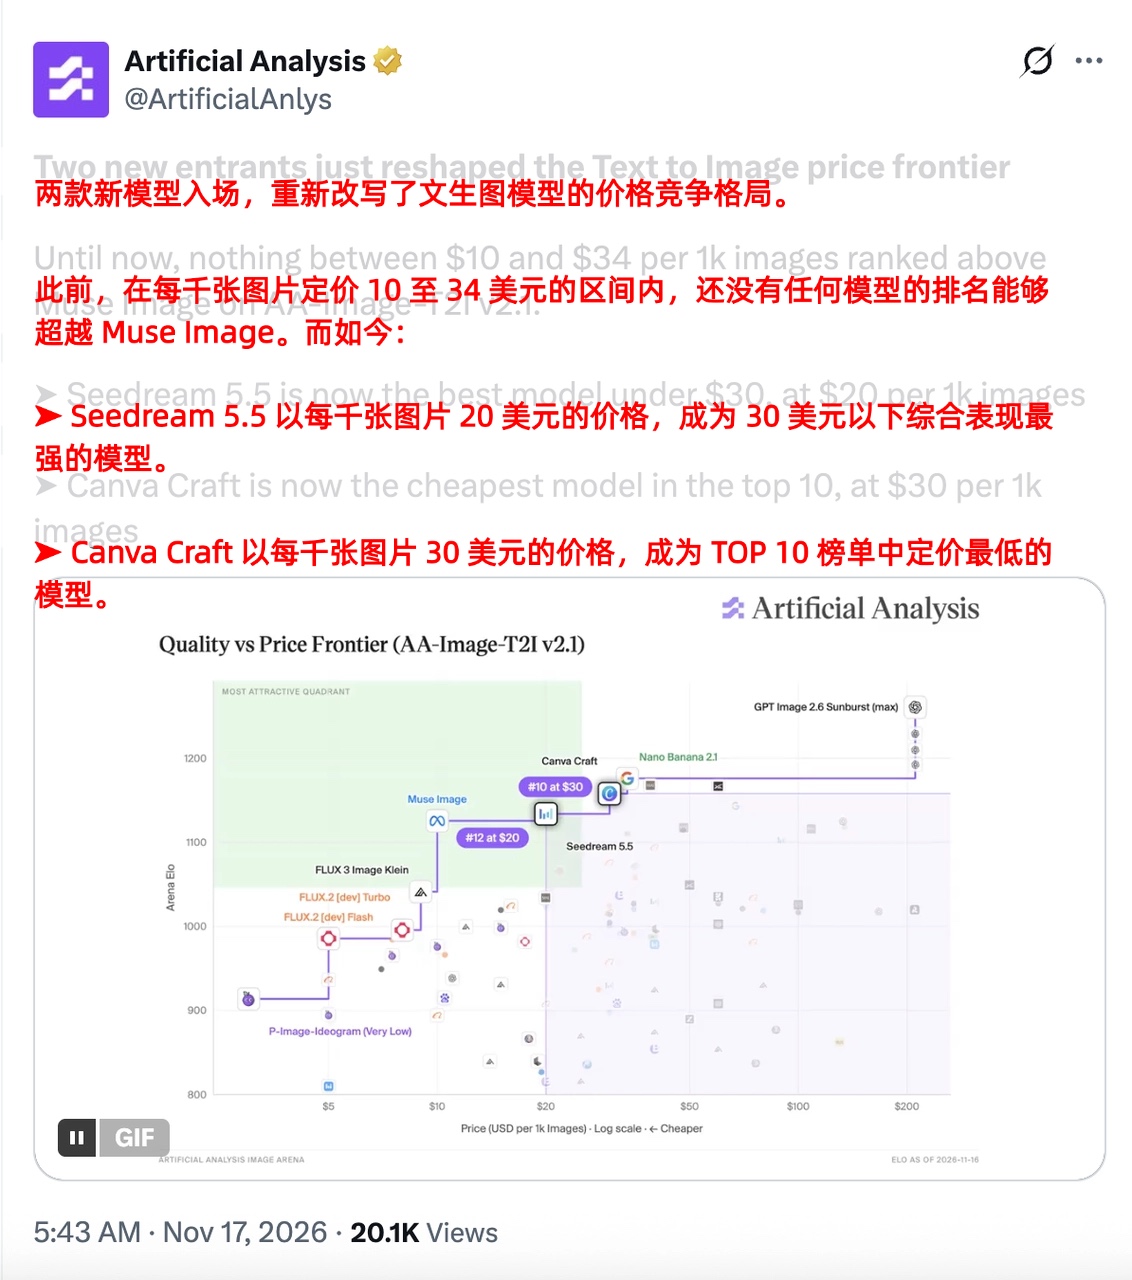 Artificial Analysis
@ArtificialAnlys
Two new entrants just reshaped the Text to Image price frontier
两款新模型入场，重新改写了文生图模型的价格竞争格局。
Until now, nothing between $10 and $34 per 1k images ranked above
Muse Image on AA-Image-T2I v2.1.
此前，在每千张图片定价 10 至 34 美元的区间内，还没有任何模型的排名能够
超越 Muse Image。而如今：
➤ Seedream 5.5 is now the best model under $30, at $20 per 1k images
➤ Seedream 5.5 以每千张图片 20 美元的价格，成为 30 美元以下综合表现最
强的模型。
➤ Canva Craft is now the cheapest model in the top 10, at $30 per 1k
images
➤ Canva Craft 以每千张图片 30 美元的价格，成为 TOP 10 榜单中定价最低的
模型。
Artificial Analysis
Quality vs Price Frontier (AA-Image-T2I v2.1)
MOST ATTRACTIVE QUADRANT
GPT Image 2.6 Sunburst (max)
Nano Banana 2.1
Canva Craft
#10 at $30
Muse Image
#12 at $20
Seedream 5.5
FLUX 3 Image Klein
FLUX.2 [dev] Turbo
FLUX.2 [dev] Flash
P-Image-Ideogram (Very Low)
Arena Elo
1200
1100
1000
900
800
$5
$10
$20
$50
$100
$200
Price (USD per 1k Images) · Log scale · ← Cheaper
GIF
ARTIFICIAL ANALYSIS IMAGE ARENA
ELO AS OF 2026-11-16
5:43 AM · Nov 17, 2026 · 20.1K Views